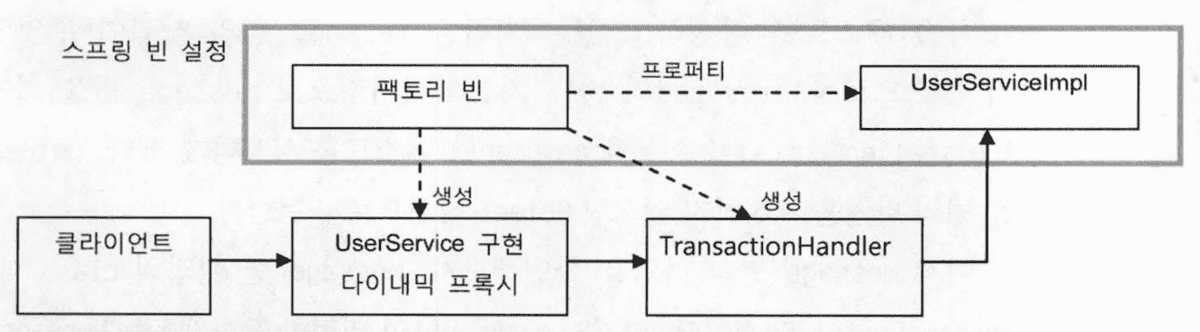 스프링 빈 설정
팩토리 빈
프로퍼티
UserServiceImpl
생성
생성
클라이언트
UserService 구현
다이내믹 프록시
TransactionHandler